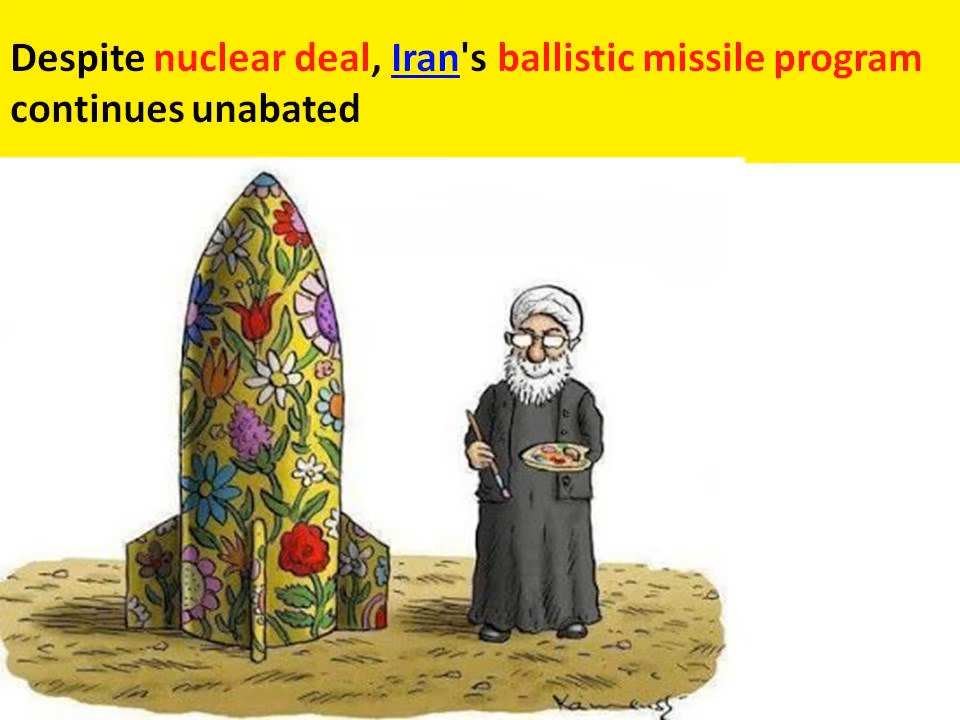 Despite nuclear deal, Iran's ballistic missile program
continues unabated